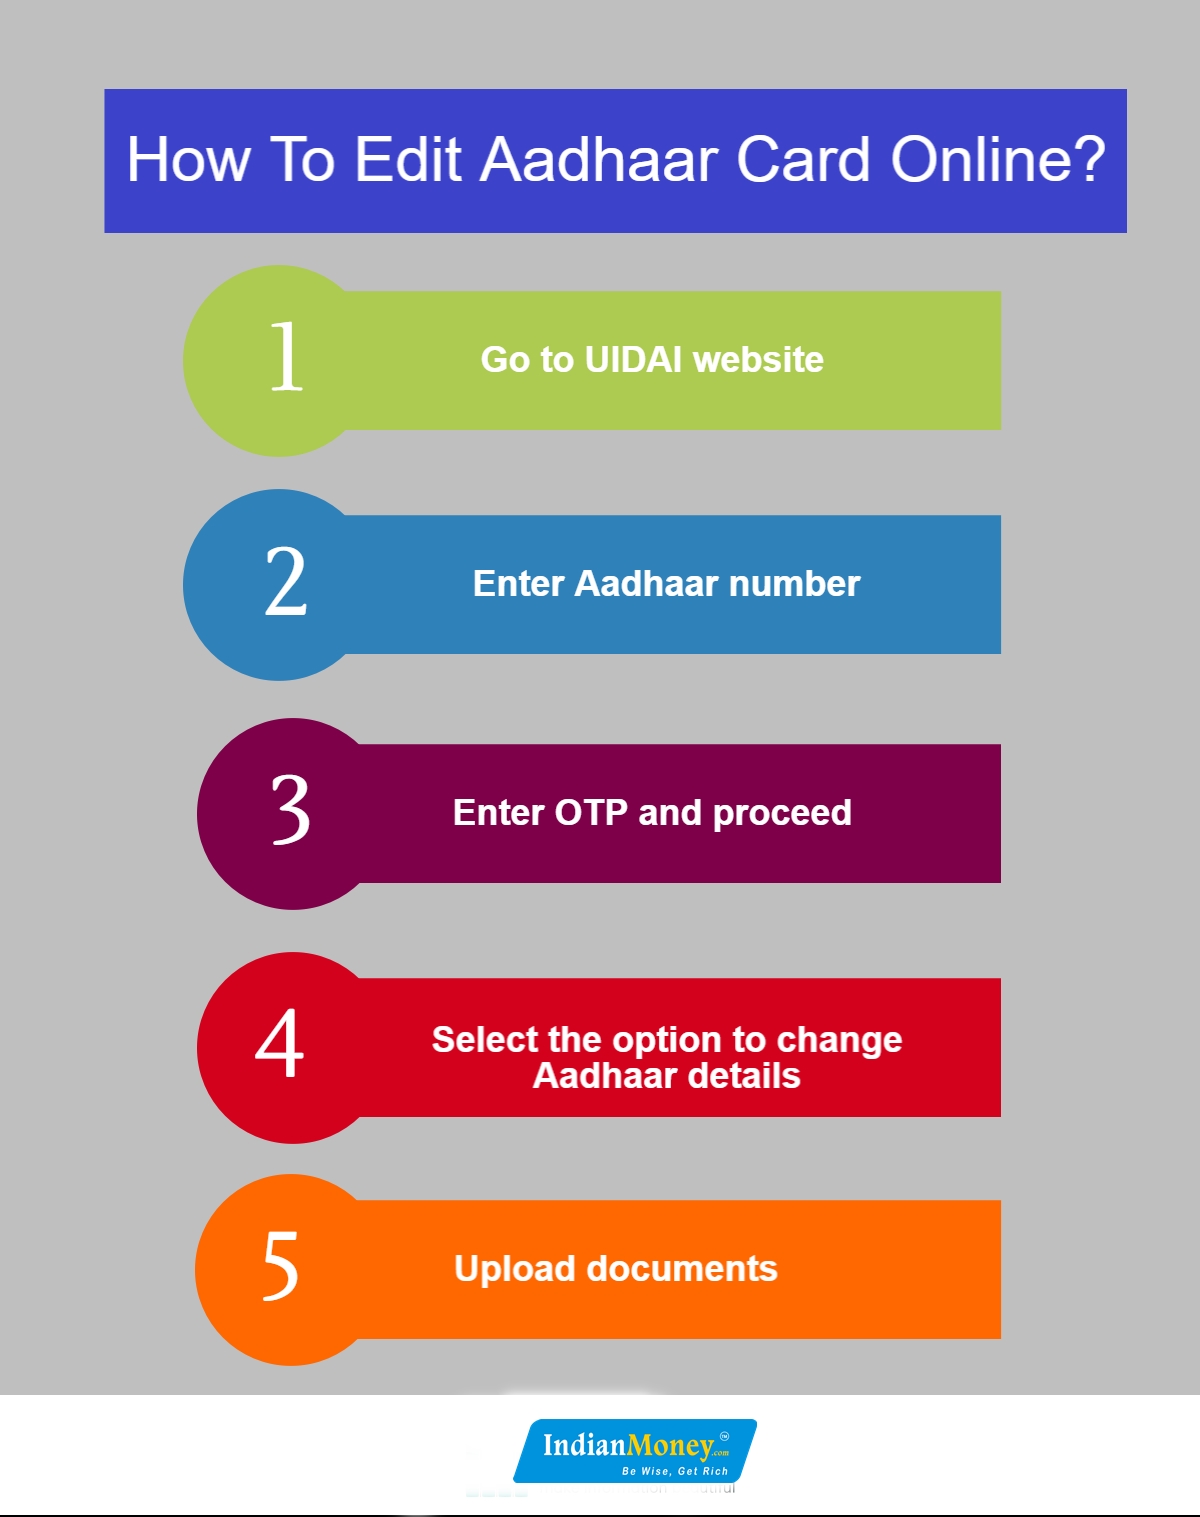 How To Edit Aadhaar Card Online?
1
Go to UIDAI website
2
Enter Aadhaar number
3
Enter OTP and proceed
4
Select the option to change
Aadhaar details
5
Upload documents
IndianMoney.com™
Be Wise, Get Rich